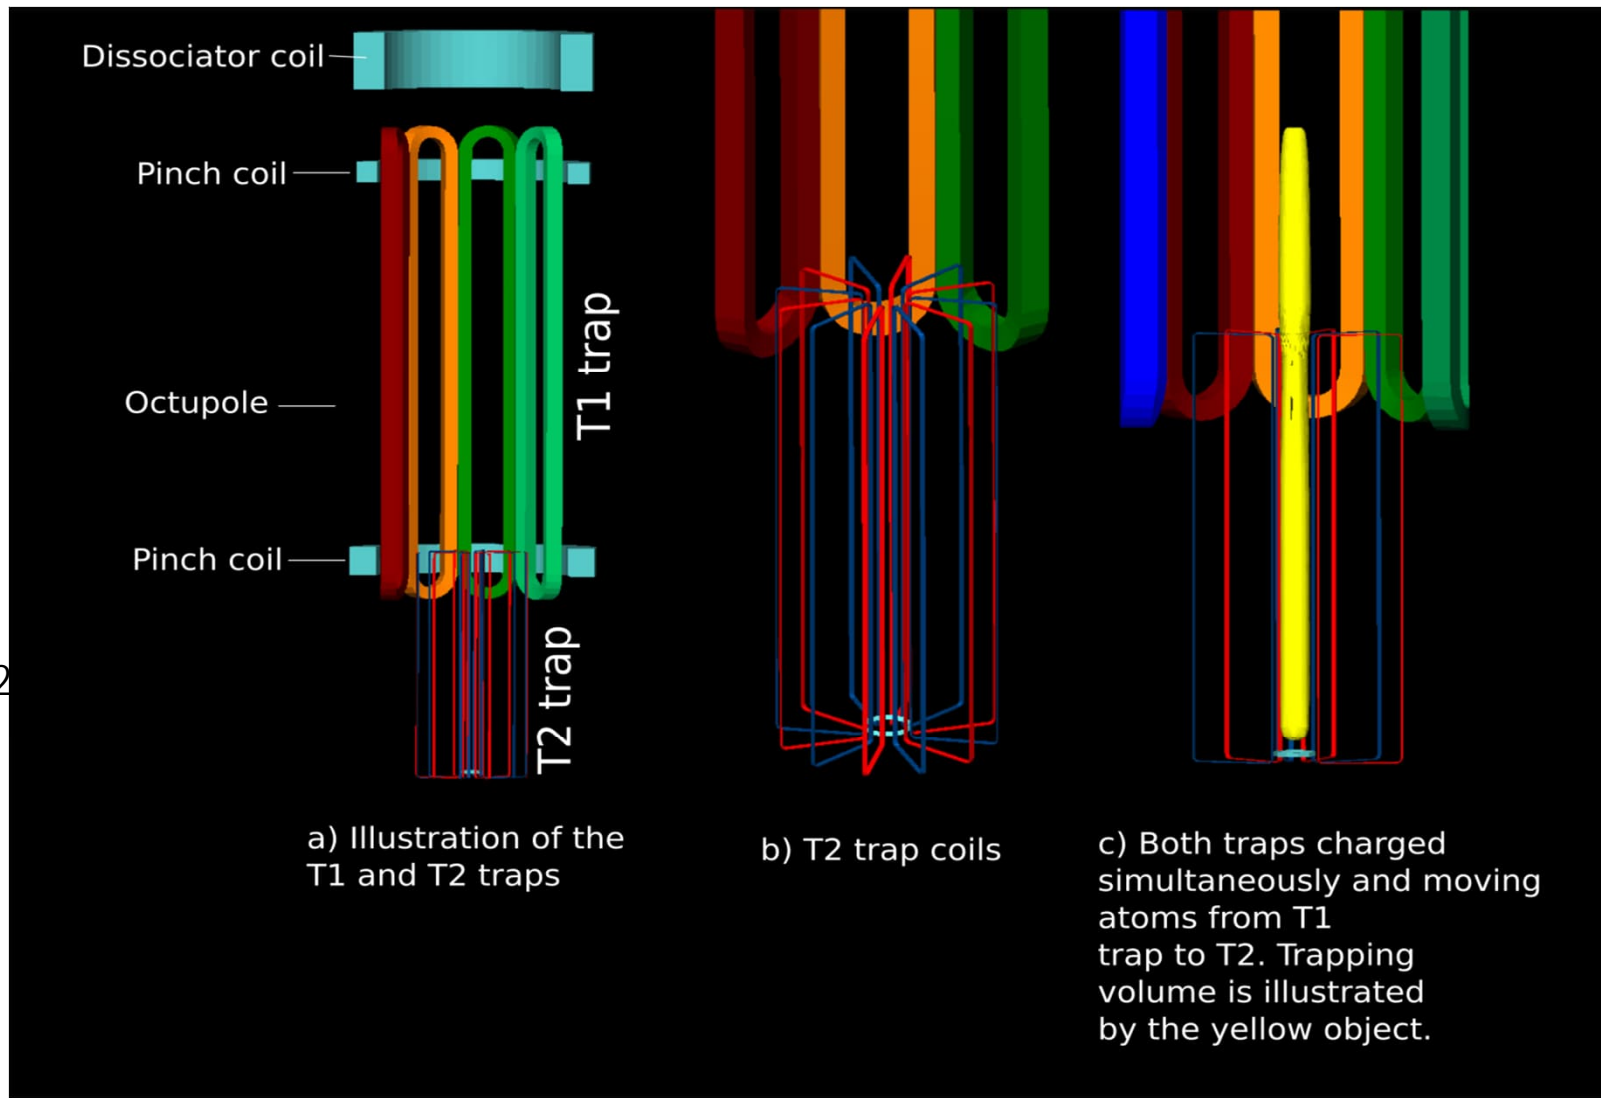 Dissociator coil
Pinch coil
Octupole
Pinch coil
T1 trap
T2 trap
2
a) Illustration of the
T1 and T2 traps
b) T2 trap coils
c) Both traps charged
simultaneously and moving
atoms from T1
trap to T2. Trapping
volume is illustrated
by the yellow object.